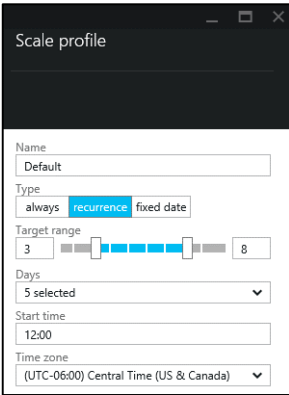 Scale profile
Name
Default
Type
always recurrence fixed date
Target range
3 8
Days
5 selected
Start time
12:00
Time zone
(UTC-06:00) Central Time (US & Canada)